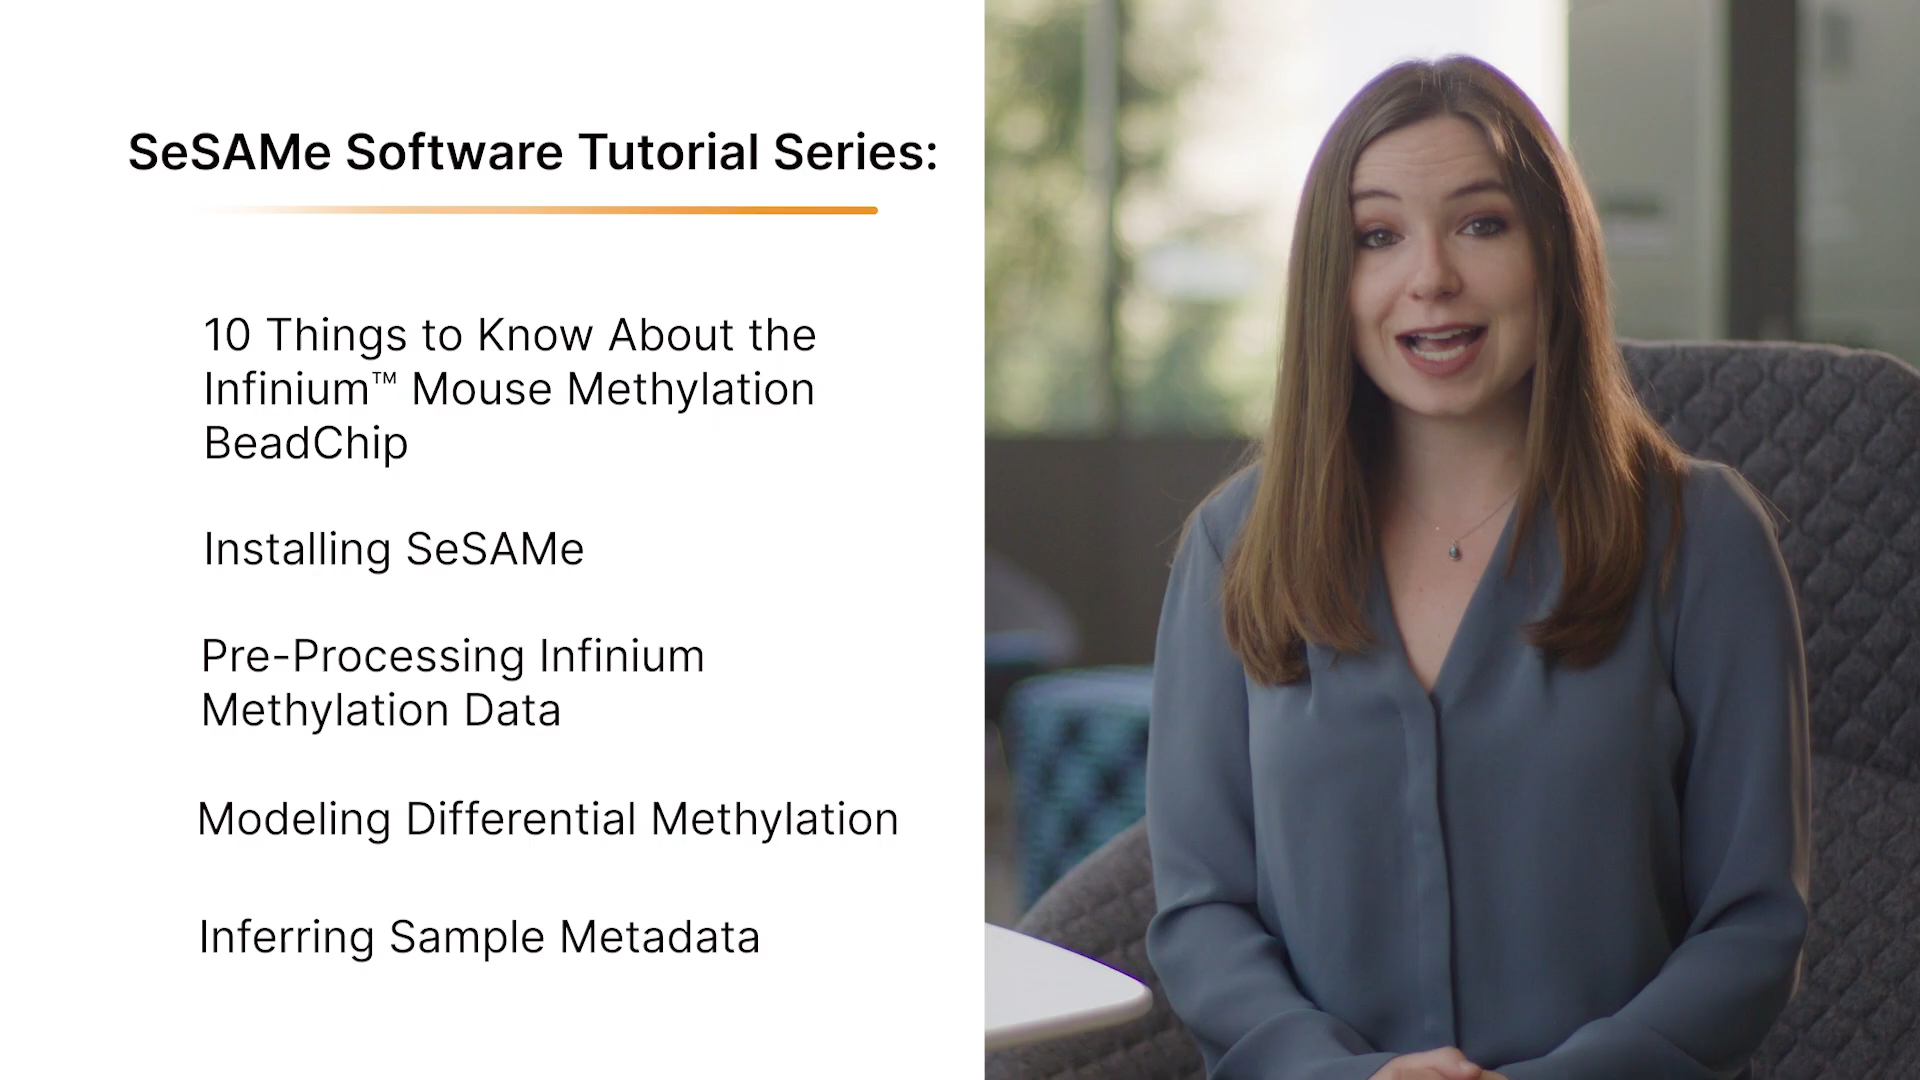 SeSAMe Software Tutorial Series:
10 Things to Know About the
Infinium™ Mouse Methylation
BeadChip
Installing SeSAMe
Pre-Processing Infinium
Methylation Data
Modeling Differential Methylation
Inferring Sample Metadata